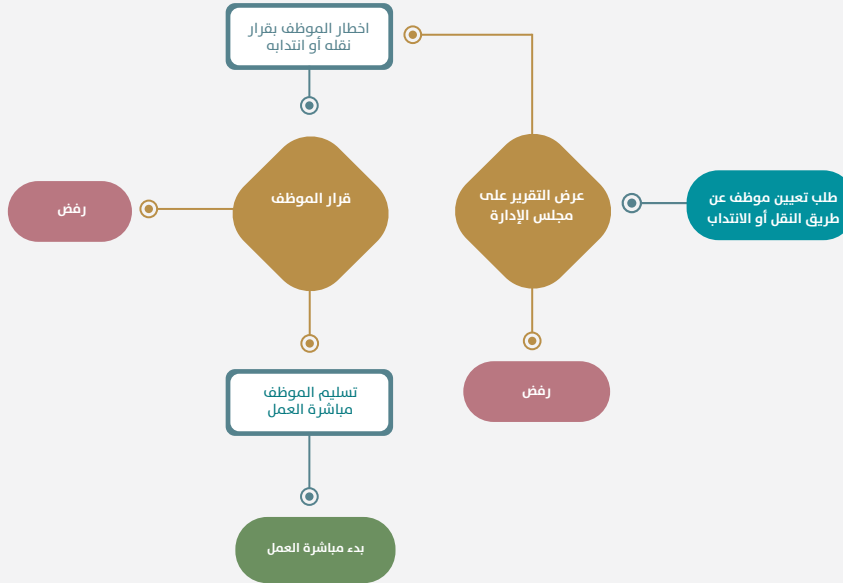 اخطار الموظف بقرار
نقله أو انتدابه
طلب تعيين موظف عن
طريق النقل أو الانتداب
عرض التقرير على
مجلس الإدارة
قرار الموظف
رفض
رفض
تسليم الموظف
مباشرة العمل
بدء مباشرة العمل